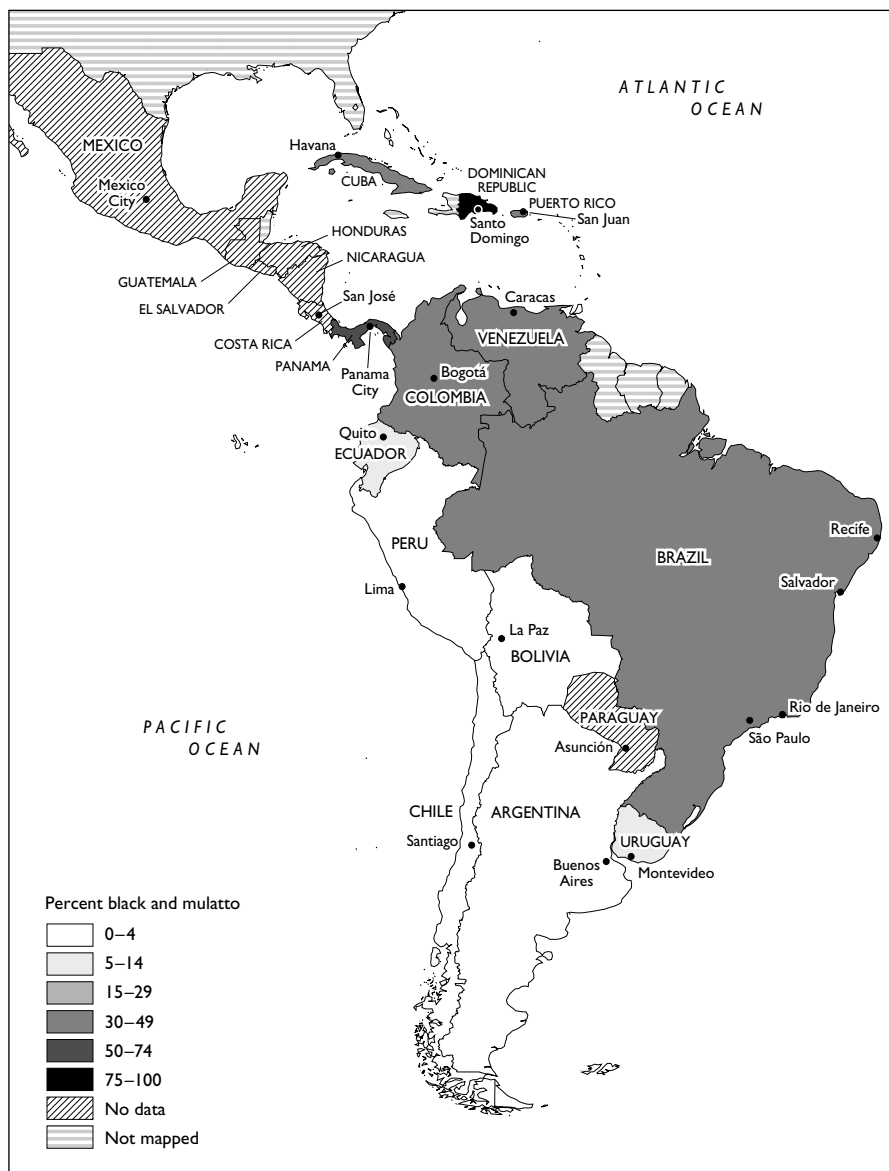 ATLANTIC
OCEAN
MEXICO
Mexico
City
Havana
CUBA
DOMINICAN
REPUBLIC
PUERTO RICO
San Juan
Santo
Domingo
HONDURAS
NICARAGUA
GUATEMALA
EL SALVADOR
San José
COSTA RICA
PANAMA
Panama
City
Caracas
VENEZUELA
Bogotá
COLOMBIA
Quito
ECUADOR
PERU
Lima
BRAZIL
Recife
Salvador
La Paz
BOLIVIA
PARAGUAY
Asunción
Río de Janeiro
São Paulo
PACIFIC
OCEAN
CHILE
Santiago
ARGENTINA
URUGUAY
Buenos
Aires
Montevideo
Percent black and mulatto
0–4
5–14
15–29
30–49
50–74
75–100
No data
Not mapped